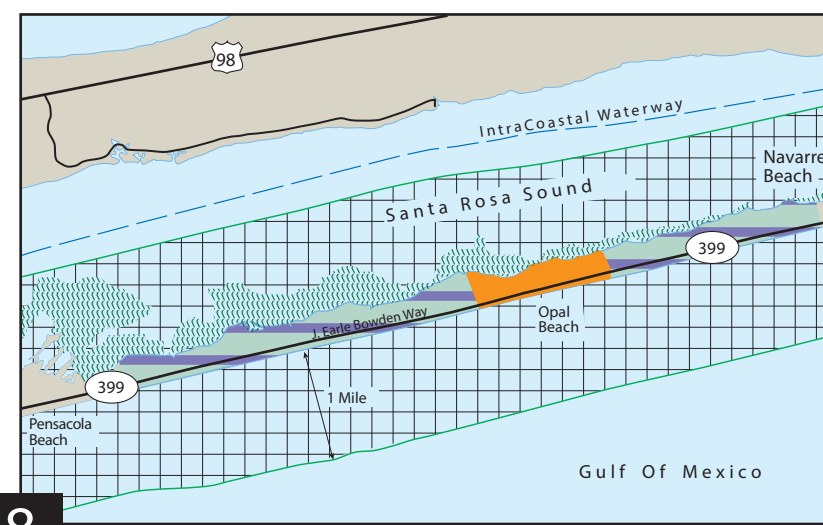 98
IntraCoastal Waterway
Navarre
Beach
Santa Rosa Sound
399
Opal
Beach
J. Earle Bowden Way
399
1 Mile
Pensacola
Beach
Gulf Of Mexico